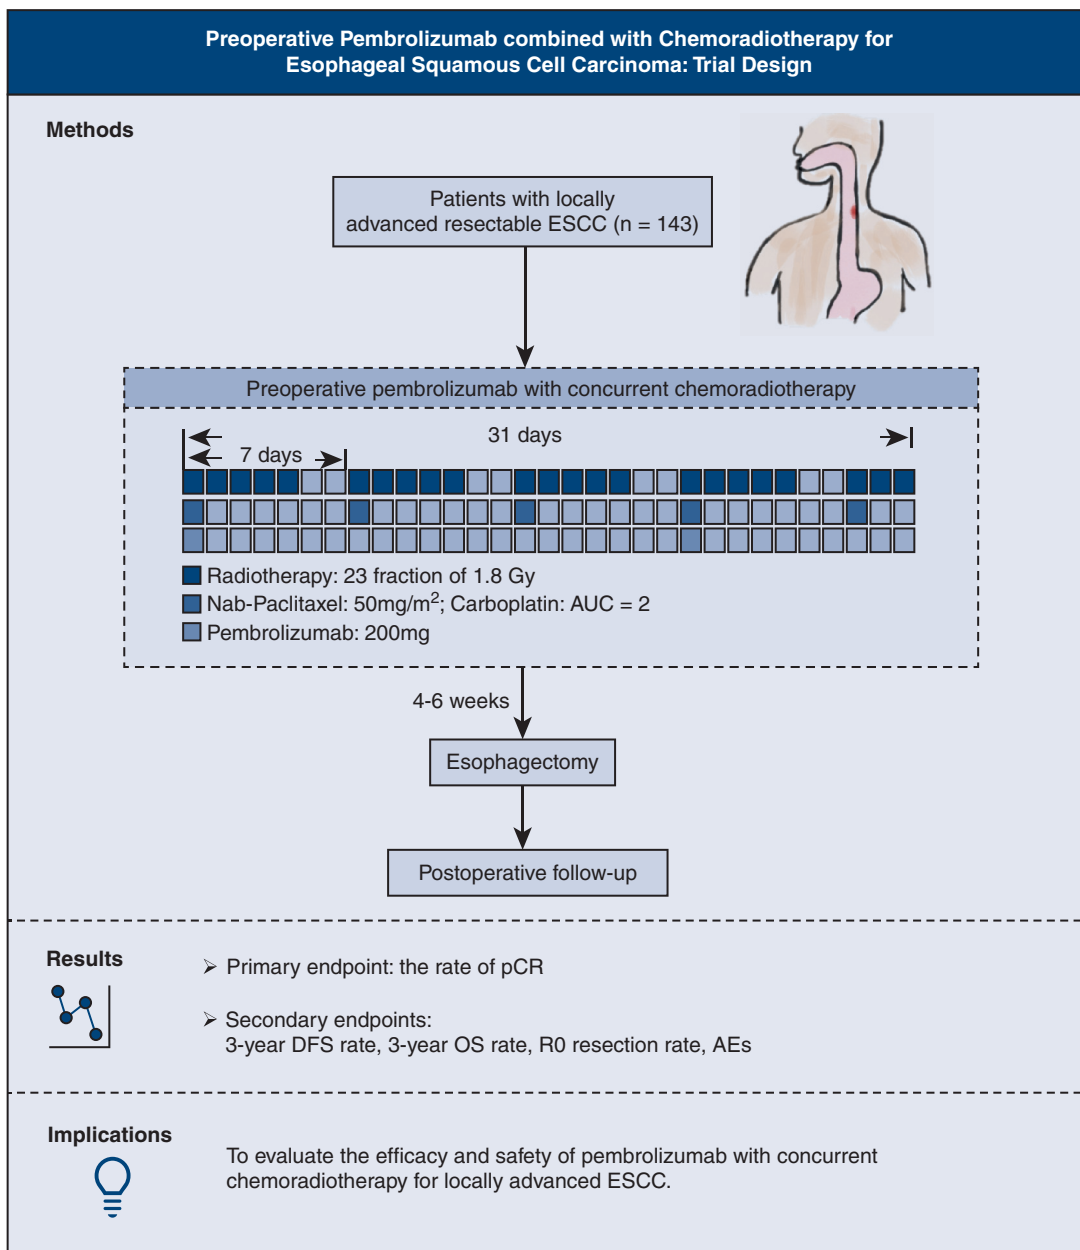 Preoperative Pembrolizumab combined with Chemoradiotherapy for
Esophageal Squamous Cell Carcinoma: Trial Design
Methods
Patients with locally
advanced resectable ESCC (n = 143)
Preoperative pembrolizumab with concurrent chemoradiotherapy
31 days
7 days
Radiotherapy: 23 fraction of 1.8 Gy
Nab-Paclitaxel: 50mg/m²; Carboplatin: AUC = 2
Pembrolizumab: 200mg
4-6 weeks
Esophagectomy
Postoperative follow-up
Results
➢ Primary endpoint: the rate of pCR
➢ Secondary endpoints:
3-year DFS rate, 3-year OS rate, R0 resection rate, AEs
Implications
To evaluate the efficacy and safety of pembrolizumab with concurrent
chemoradiotherapy for locally advanced ESCC.